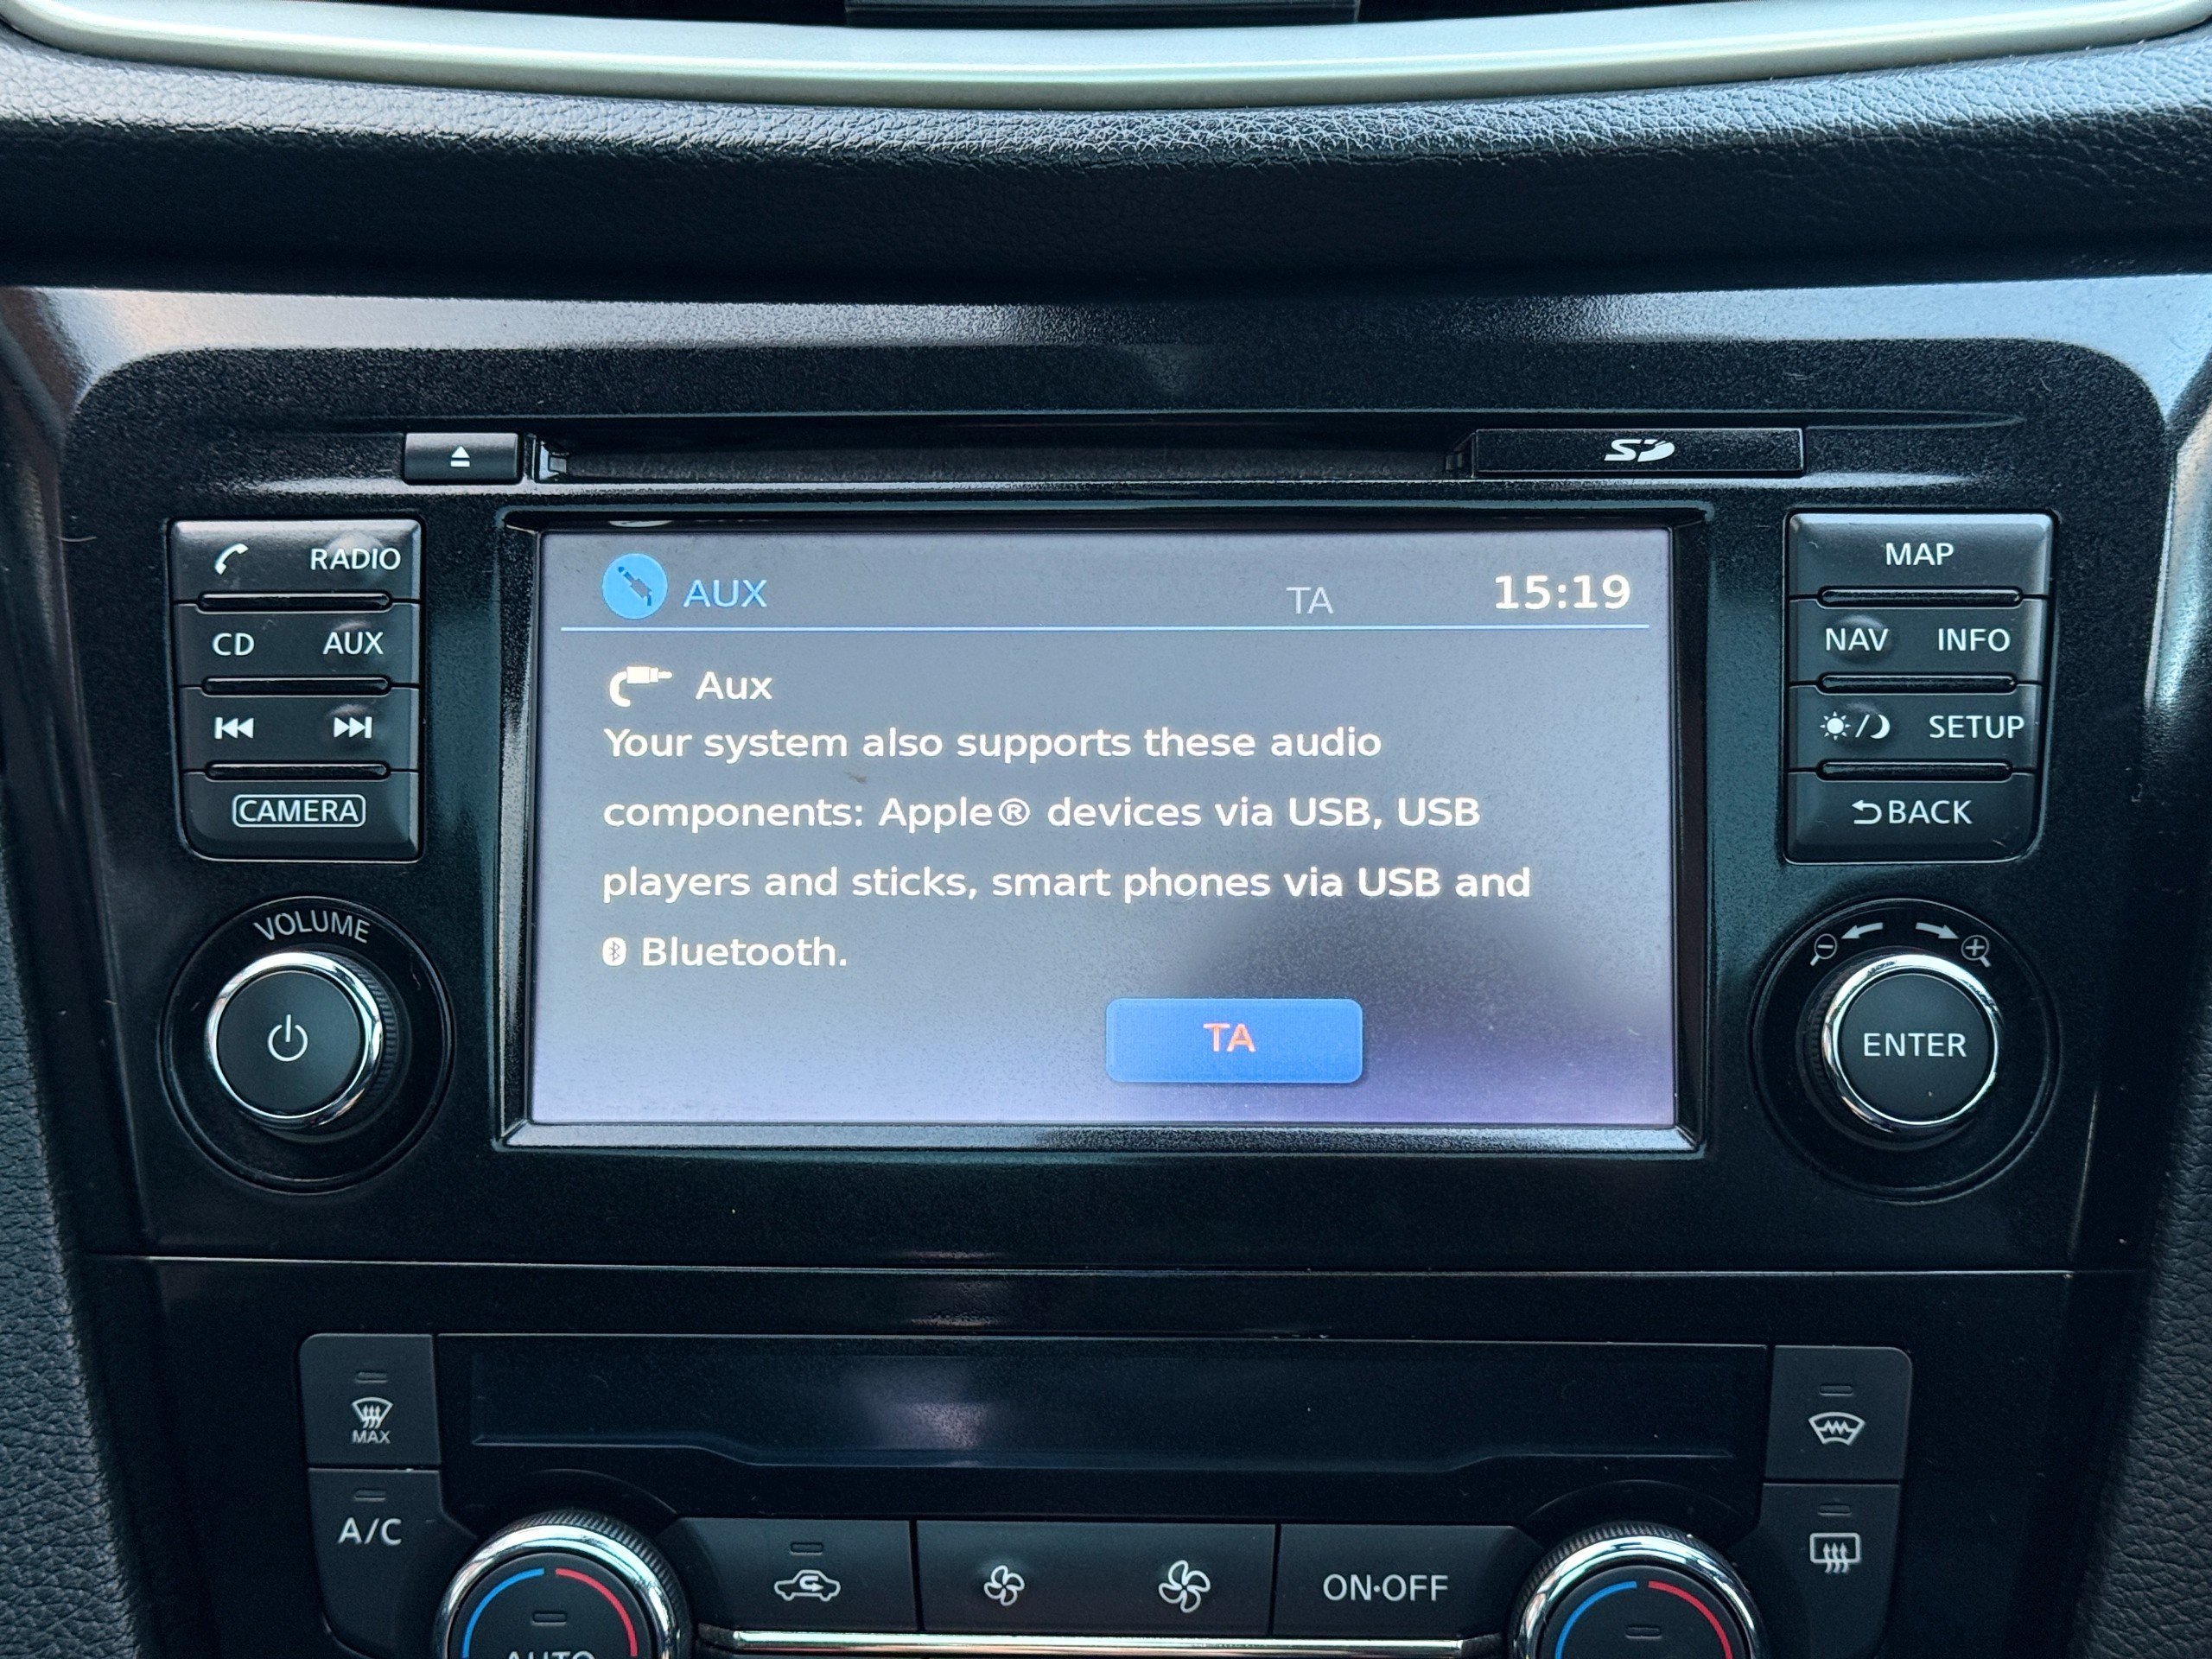 SD
RADIO
CD AUX
CAMERA
VOLUME
AUX TA 15:19
Aux
Your system also supports these audio
components: Apple® devices via USB, USB
players and sticks, smart phones via USB and
Bluetooth.
TA
MAP
NAV INFO
/ SETUP
BACK
ENTER
MAX
A/C
AUTO
ON·OFF